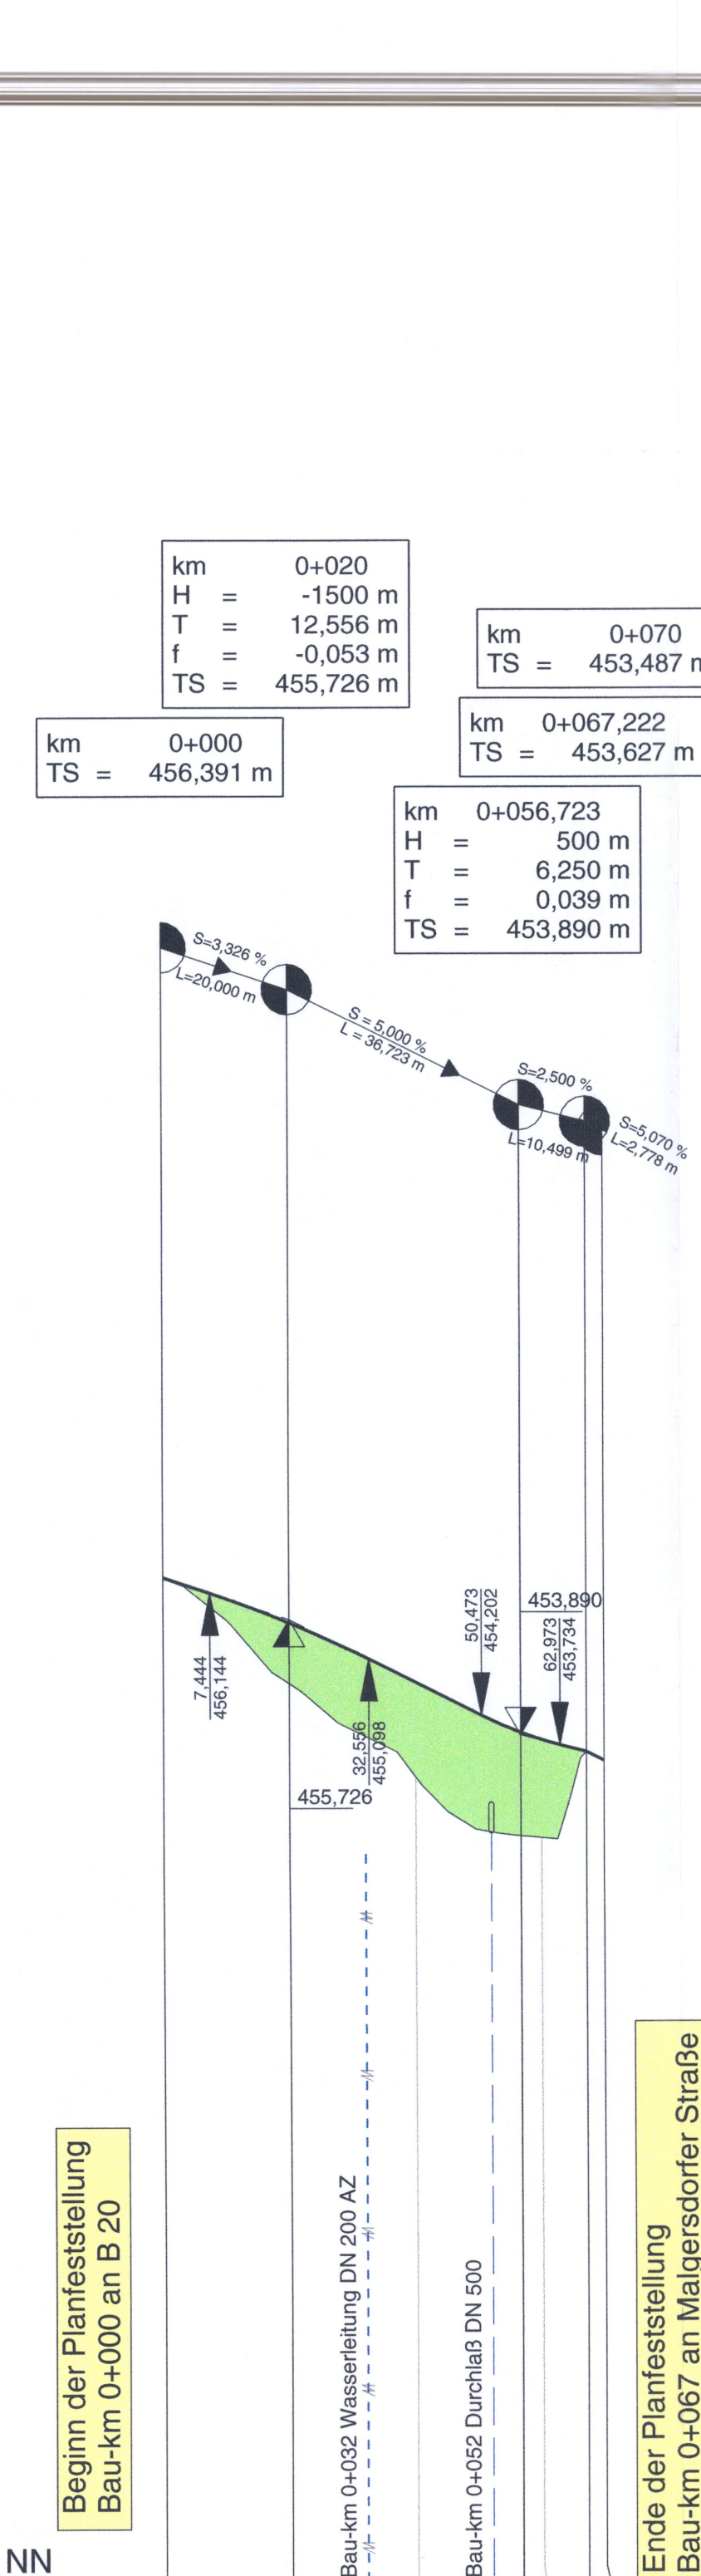 km 0+020
H = -1500 m
T = 12,556 m
f = -0,053 m
TS = 455,726 m
km 0+070
TS = 453,487 m
km 0+067,222
TS = 453,627 m
km 0+000
TS = 456,391 m
km 0+056,723
H = 500 m
T = 6,250 m
f = 0,039 m
TS = 453,890 m
S=3,326 %
L=20,000 m
S = 5,000 %
L = 36,723 m
S=2,500 %
L=10,499 m
S=5,070 %
L=2,778 m
7,444
456,144
32,556
455,098
455,726
50,473
454,202
453,890
62,973
453,734
Beginn der Planfeststellung
Bau-km 0+000 an B 20
Bau-km 0+032 Wasserleitung DN 200 AZ
Bau-km 0+052 Durchlaß DN 500
Ende der Planfeststellung
Bau-km 0+067 an Malgersdorfer Straße
NN